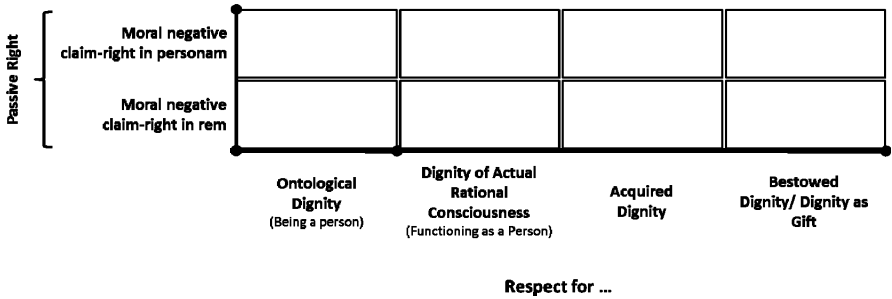 Passive Right
Moral negative
claim-right in personam
Moral negative
claim-right in rem
Ontological
Dignity
(Being a person)
Dignity of Actual
Rational
Consciousness
(Functioning as a Person)
Acquired
Dignity
Bestowed
Dignity/ Dignity as
Gift
Respect for ...